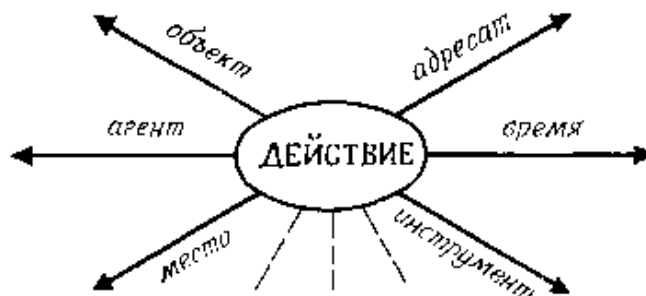 объект
адресат
агент
ДЕЙСТВИЕ
время
место
инструмент